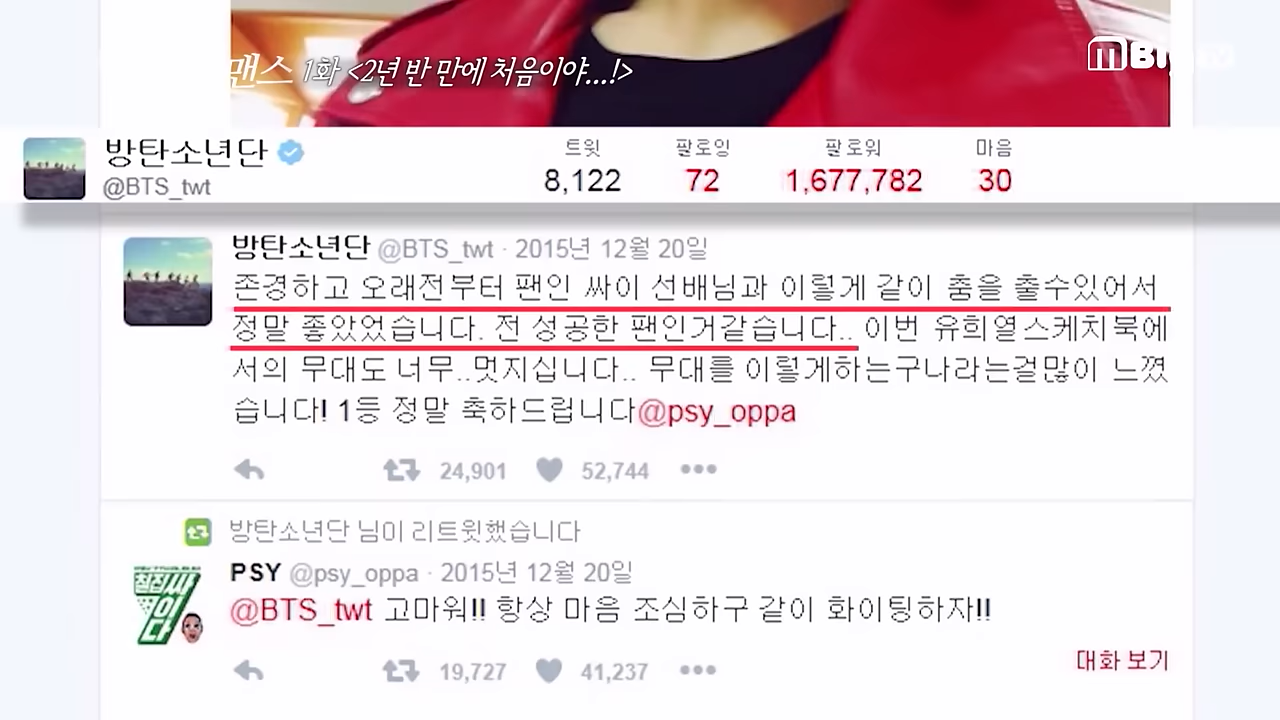 맨스 1화 <2년 반 만에 처음이야...!>
방탄소년단
@BTS_twt
트윗 팔로잉 팔로워 마음
8,122 72 1,677,782 30
방탄소년단 @BTS_twt · 2015년 12월 20일
존경하고 오래전부터 팬인 싸이 선배님과 이렇게 같이 춤을 출수있어서
정말 좋았었습니다. 전 성공한 팬인거같습니다.. 이번 유희열스케치북에
서의 무대도 너무..멋지십니다.. 무대를 이렇게하는구나라는걸많이 느꼈
습니다! 1등 정말 축하드립니다@psy_oppa
24,901 52,744
방탄소년단 님이 리트윗했습니다
PSY @psy_oppa · 2015년 12월 20일
칠집싸이다
@BTS_twt 고마워!! 항상 마음 조심하구 같이 화이팅하자!!
19,727 41,237
대화 보기